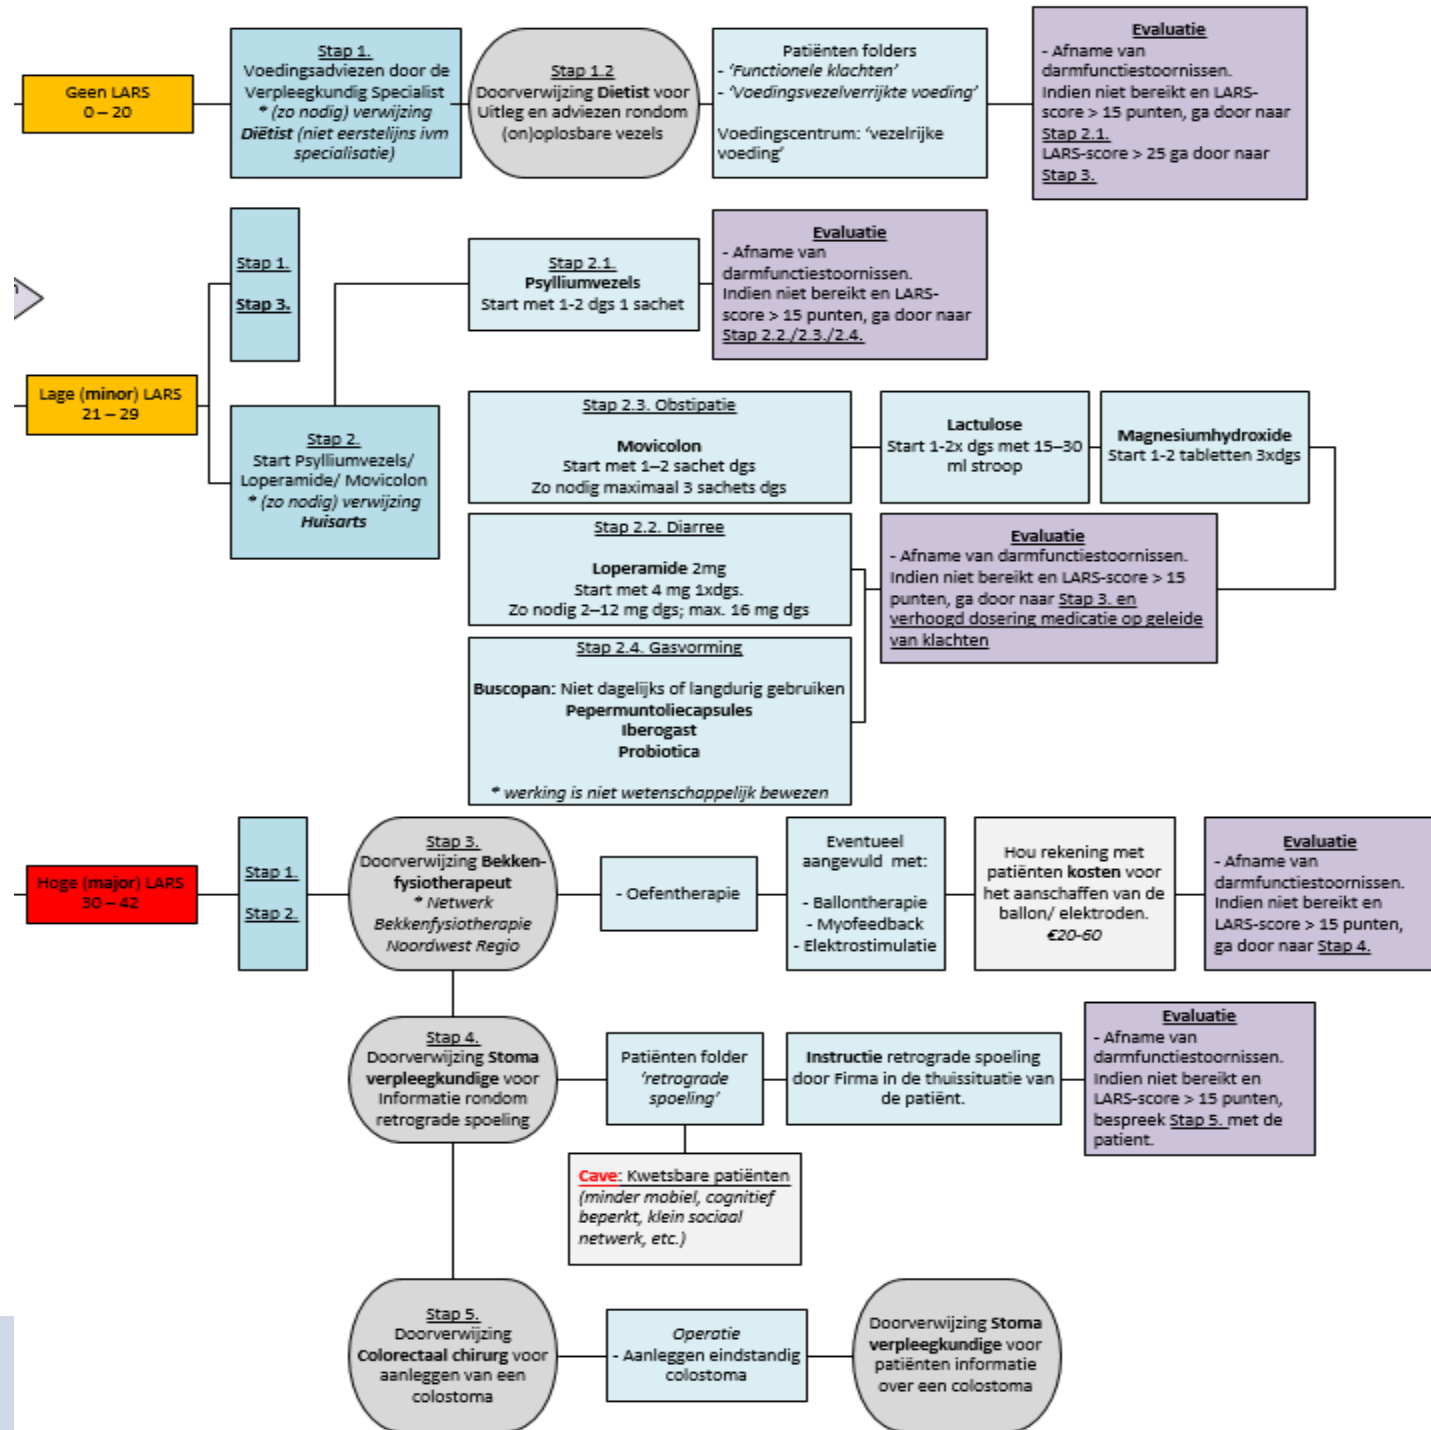 Geen LARS
0 – 20
Stap 1.
Voedingsadviezen door de
Verpleegkundig Specialist
* (zo nodig) verwijzing
Diëtist (niet eerstelijns ivm
specialisatie)
Stap 1.2
Doorverwijzing Dietist voor
Uitleg en adviezen rondom
(on)oplosbare vezels
Patiënten folders
- ‘Functionele klachten’
- ‘Voedingsvezelverrijkte voeding’
Voedingscentrum: ‘vezelrijke
voeding’
Evaluatie
- Afname van
darmfunctiestoornissen.
Indien niet bereikt en LARS-
score > 15 punten, ga door naar
Stap 2.1.
LARS-score > 25 ga door naar
Stap 3.
Lage (minor) LARS
21 – 29
Stap 1.
Stap 3.
Stap 2.
Start Psylliumvezels/
Loperamide/ Movicolon
* (zo nodig) verwijzing
Huisarts
Stap 2.1.
Psylliumvezels
Start met 1-2 dgs 1 sachet
Evaluatie
- Afname van
darmfunctiestoornissen.
Indien niet bereikt en LARS-
score > 15 punten, ga door naar
Stap 2.2./2.3./2.4.
Stap 2.3. Obstipatie
Movicolon
Start met 1–2 sachet dgs
Zo nodig maximaal 3 sachets dgs
Lactulose
Start 1-2x dgs met 15–30
ml stroop
Magnesiumhydroxide
Start 1-2 tabletten 3xdgs
Stap 2.2. Diarree
Loperamide 2mg
Start met 4 mg 1xdgs.
Zo nodig 2–12 mg dgs; max. 16 mg dgs
Evaluatie
- Afname van darmfunctiestoornissen.
Indien niet bereikt en LARS-score > 15
punten, ga door naar Stap 3. en
verhoogd dosering medicatie op geleide
van klachten
Stap 2.4. Gasvorming
Buscopan: Niet dagelijks of langdurig gebruiken
Pepermuntoliecapsules
Iberogast
Probiotica
* werking is niet wetenschappelijk bewezen
Hoge (major) LARS
30 – 42
Stap 1.
Stap 2.
Stap 3.
Doorverwijzing Bekken-
fysiotherapeut
* Netwerk
Bekkenfysiotherapie
Noordwest Regio
- Oefentherapie
Eventueel
aangevuld met:
- Ballontherapie
- Myofeedback
- Elektrostimulatie
Hou rekening met
patiënten kosten voor
het aanschaffen van de
ballon/ elektroden.
€20-60
Evaluatie
- Afname van
darmfunctiestoornissen.
Indien niet bereikt en
LARS-score > 15 punten,
ga door naar Stap 4.
Stap 4.
Doorverwijzing Stoma
verpleegkundige voor
Informatie rondom
retrograde spoeling
Patiënten folder
‘retrograde
spoeling’
Instructie retrograde spoeling
door Firma in de thuissituatie van
de patiënt.
Evaluatie
- Afname van
darmfunctiestoornissen.
Indien niet bereikt en
LARS-score > 15 punten,
bespreek Stap 5. met de
patient.
Cave: Kwetsbare patiënten
(minder mobiel, cognitief
beperkt, klein sociaal
netwerk, etc.)
Stap 5.
Doorverwijzing
Colorectaal chirurg voor
aanleggen van een
colostoma
Operatie
- Aanleggen eindstandig
colostoma
Doorverwijzing Stoma
verpleegkundige voor
patiënten informatie
over een colostoma